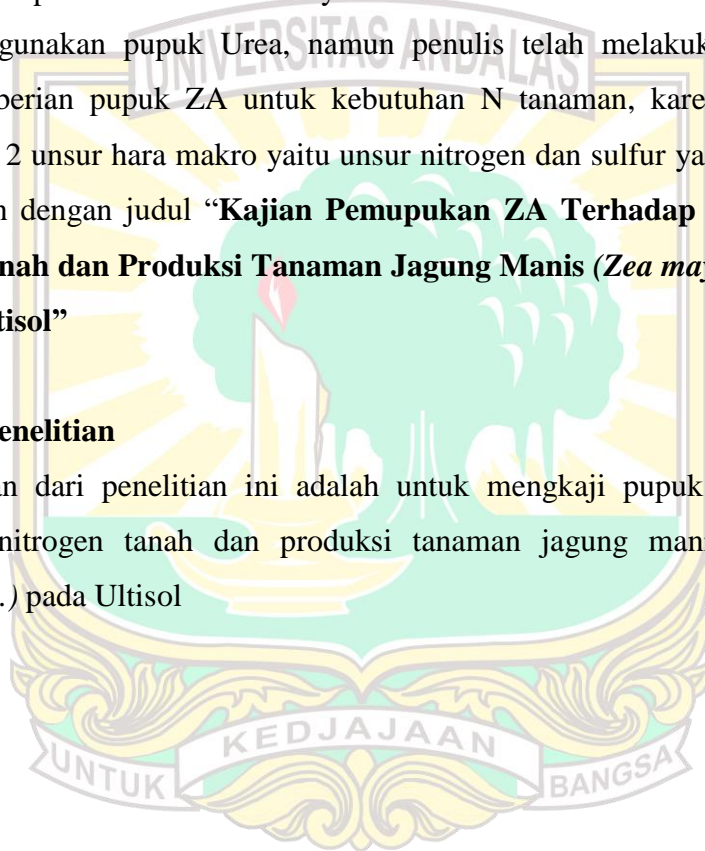 gunakan pupuk Urea, namun penulis telah melakuk
berian pupuk ZA untuk kebutuhan N tanaman, kare
2 unsur hara makro yaitu unsur nitrogen dan sulfur ya
n dengan judul “Kajian Pemupukan ZA Terhadap
nah dan Produksi Tanaman Jagung Manis (Zea may
tisol”
enelitian
an dari penelitian ini adalah untuk mengkaji pupuk
nitrogen tanah dan produksi tanaman jagung mani
.) pada Ultisol
UNIVERSITAS ANDALAS
UNTUK KEDJAJAAN BANGSA